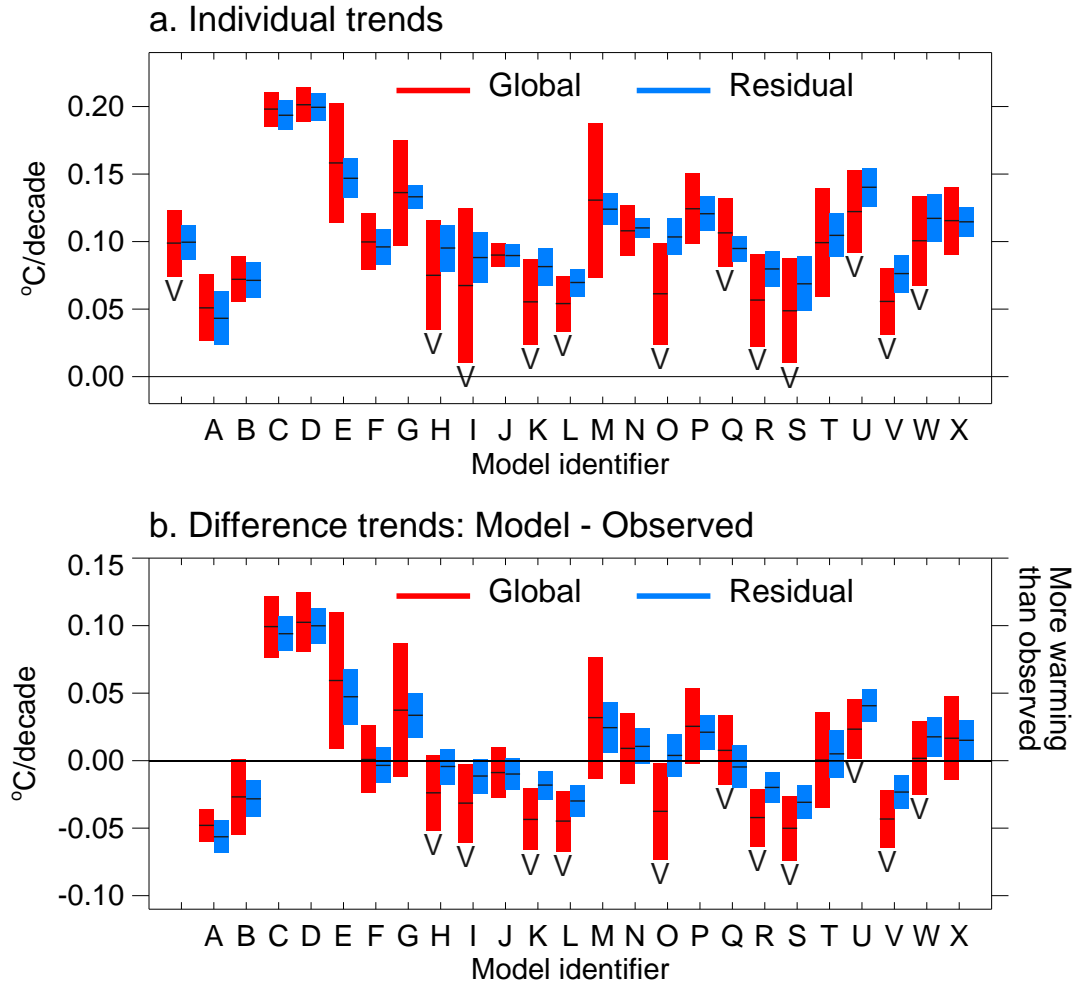 a. Individual trends
Global Residual
0.20
0.15
0.10
0.05
0.00
ºC/decade
V V V V V V V V V V V V
A B C D E F G H I J K L M N O P Q R S T U V W X
Model identifier
b. Difference trends: Model - Observed
Global Residual
0.15
0.10
0.05
0.00
-0.05
-0.10
ºC/decade
More warming
than observed
V V V V V V V V V V V
A B C D E F G H I J K L M N O P Q R S T U V W X
Model identifier